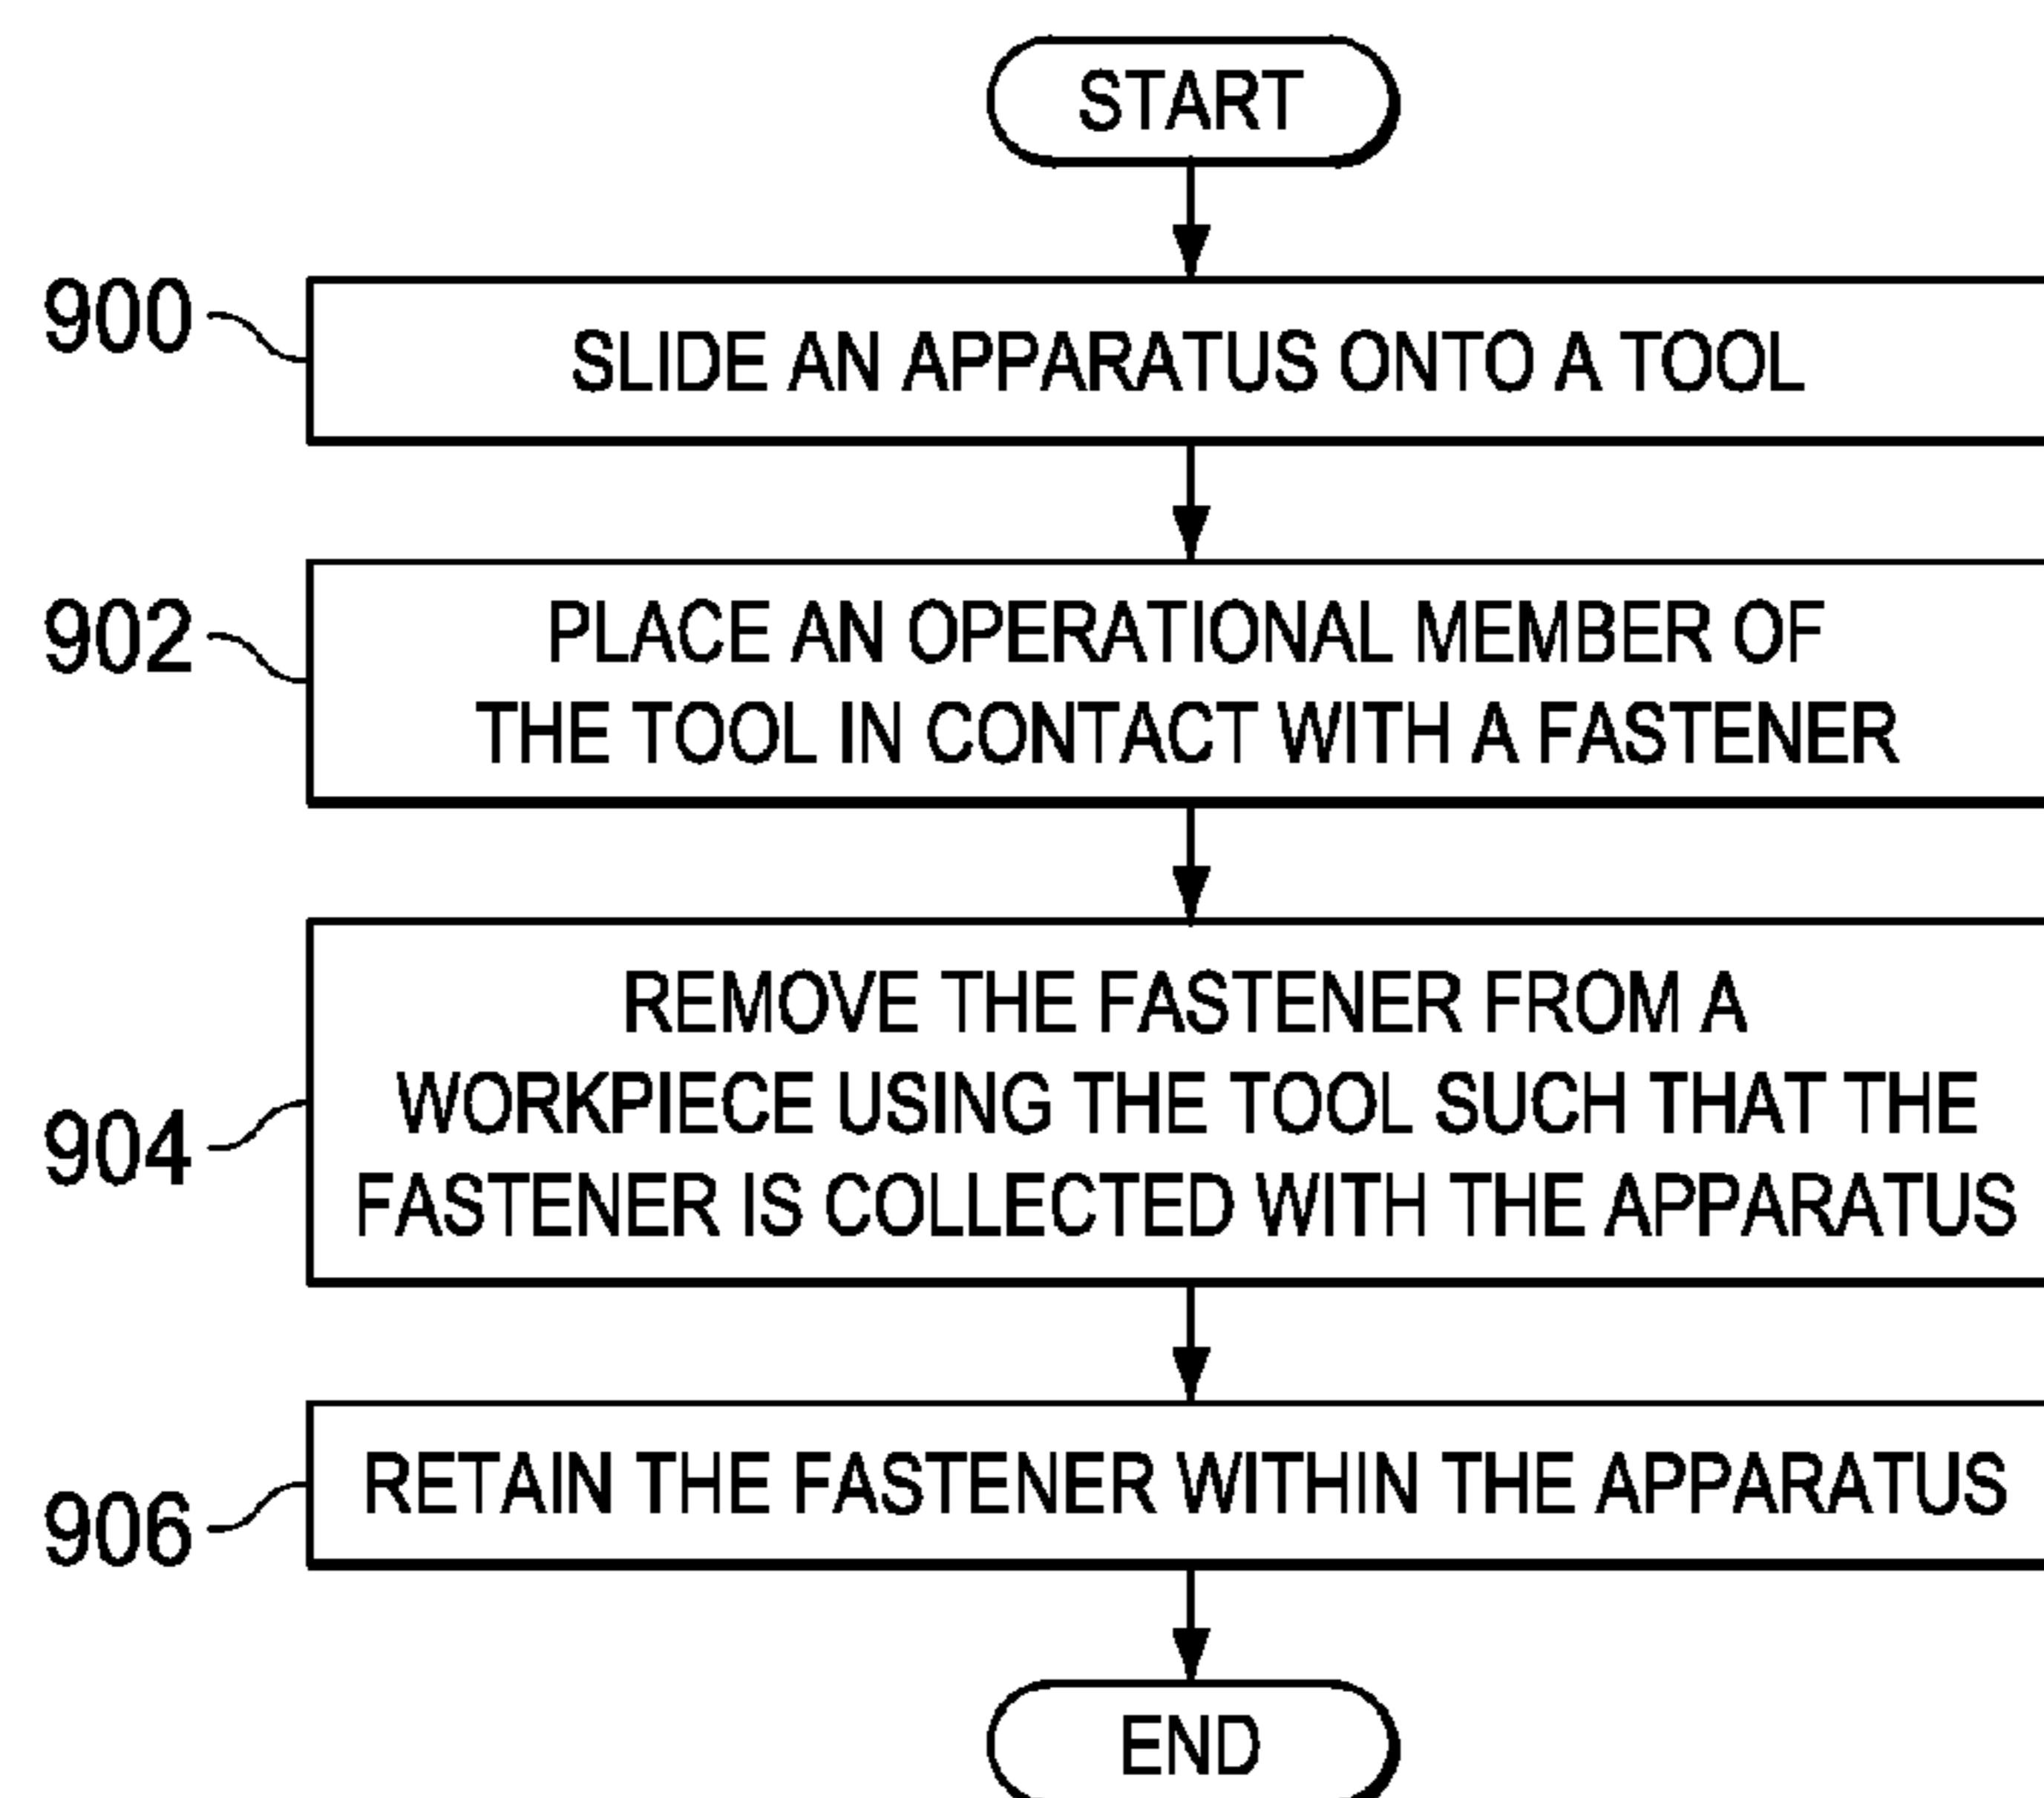 START
900
SLIDE AN APPARATUS ONTO A TOOL
902
PLACE AN OPERATIONAL MEMBER OF
THE TOOL IN CONTACT WITH A FASTENER
904
REMOVE THE FASTENER FROM A
WORKPIECE USING THE TOOL SUCH THAT THE
FASTENER IS COLLECTED WITH THE APPARATUS
906
RETAIN THE FASTENER WITHIN THE APPARATUS
END